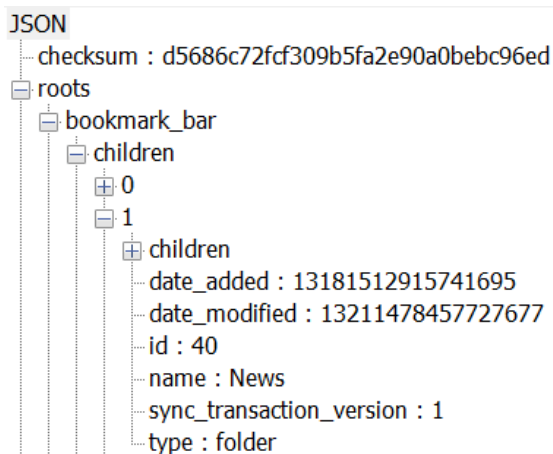 JSON
checksum : d5686c72fcf309b5fa2e90a0bebc96ed
roots
bookmark_bar
children
0
1
children
date_added : 13181512915741695
date_modified : 13211478457727677
id : 40
name : News
sync_transaction_version : 1
type : folder